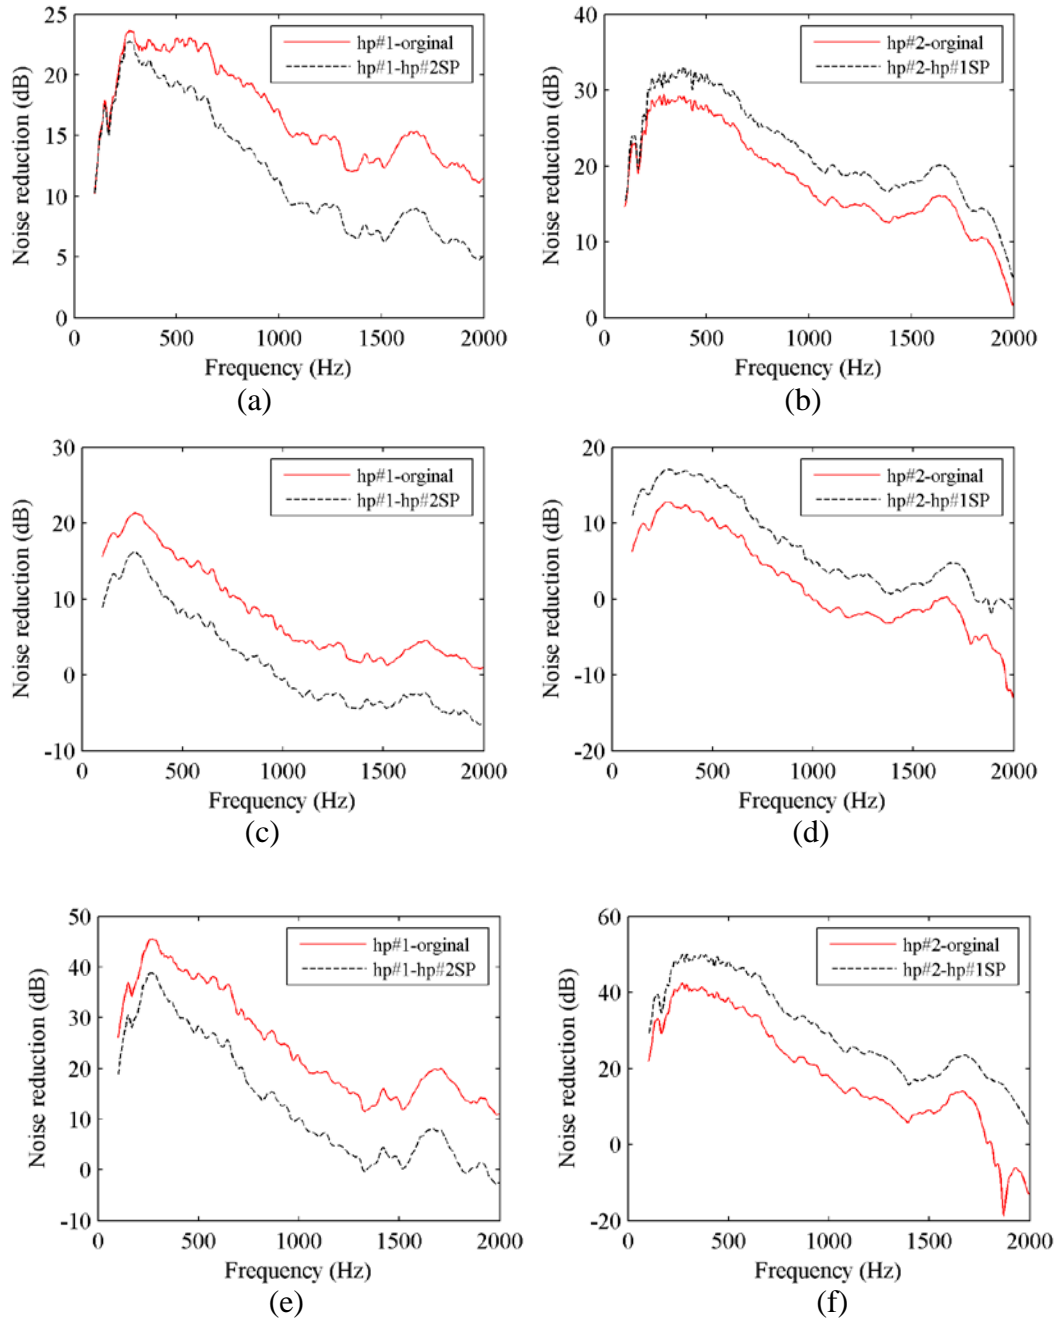 25
20
15
10
5
0
Noise reduction (dB)
hp#1-orginal
hp#1-hp#2SP
0 500 1000 1500 2000
Frequency (Hz)
(a)
40
30
20
10
0
Noise reduction (dB)
hp#2-orginal
hp#2-hp#1SP
0 500 1000 1500 2000
Frequency (Hz)
(b)
30
20
10
0
-10
Noise reduction (dB)
hp#1-orginal
hp#1-hp#2SP
0 500 1000 1500 2000
Frequency (Hz)
(c)
20
10
0
-10
-20
Noise reduction (dB)
hp#2-orginal
hp#2-hp#1SP
0 500 1000 1500 2000
Frequency (Hz)
(d)
50
40
30
20
10
0
-10
Noise reduction (dB)
hp#1-orginal
hp#1-hp#2SP
0 500 1000 1500 2000
Frequency (Hz)
(e)
60
40
20
0
-20
Noise reduction (dB)
hp#2-orginal
hp#2-hp#1SP
0 500 1000 1500 2000
Frequency (Hz)
(f)